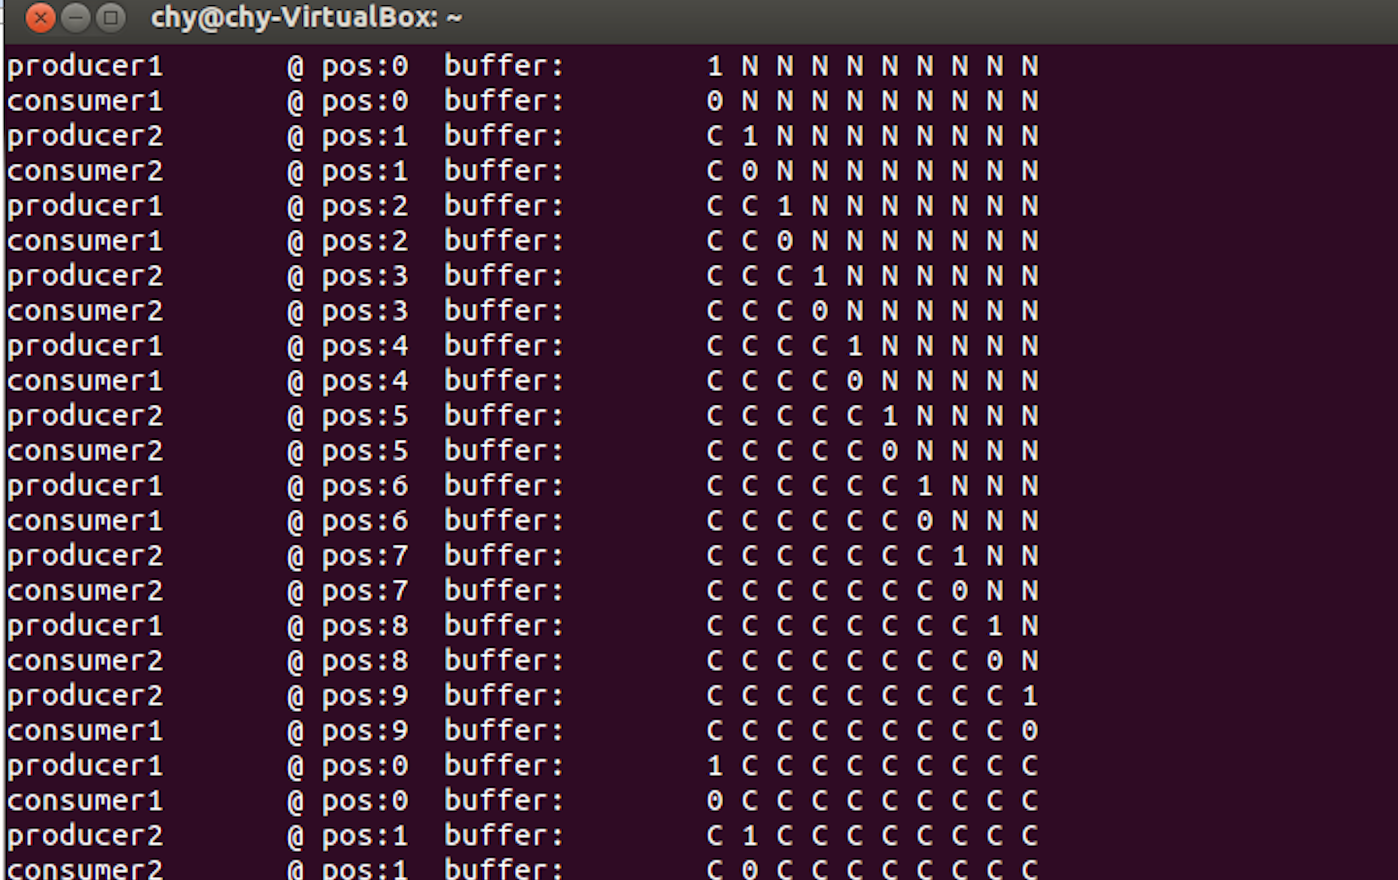 chy@chy-VirtualBox: ~
producer1 @ pos:0 buffer: 1 N N N N N N N N N
consumer1 @ pos:0 buffer: 0 N N N N N N N N N
producer2 @ pos:1 buffer: C 1 N N N N N N N N
consumer2 @ pos:1 buffer: C 0 N N N N N N N N
producer1 @ pos:2 buffer: C C 1 N N N N N N N
consumer1 @ pos:2 buffer: C C 0 N N N N N N N
producer2 @ pos:3 buffer: C C C 1 N N N N N N
consumer2 @ pos:3 buffer: C C C 0 N N N N N N
producer1 @ pos:4 buffer: C C C C 1 N N N N N
consumer1 @ pos:4 buffer: C C C C 0 N N N N N
producer2 @ pos:5 buffer: C C C C C 1 N N N N
consumer2 @ pos:5 buffer: C C C C C 0 N N N N
producer1 @ pos:6 buffer: C C C C C C 1 N N N
consumer1 @ pos:6 buffer: C C C C C C 0 N N N
producer2 @ pos:7 buffer: C C C C C C C 1 N N
consumer2 @ pos:7 buffer: C C C C C C C 0 N N
producer1 @ pos:8 buffer: C C C C C C C C 1 N
consumer2 @ pos:8 buffer: C C C C C C C C 0 N
producer2 @ pos:9 buffer: C C C C C C C C C 1
consumer1 @ pos:9 buffer: C C C C C C C C C 0
producer1 @ pos:0 buffer: 1 C C C C C C C C C
consumer1 @ pos:0 buffer: 0 C C C C C C C C C
producer2 @ pos:1 buffer: C 1 C C C C C C C C
consumer2 @ pos:1 buffer: C 0 C C C C C C C C